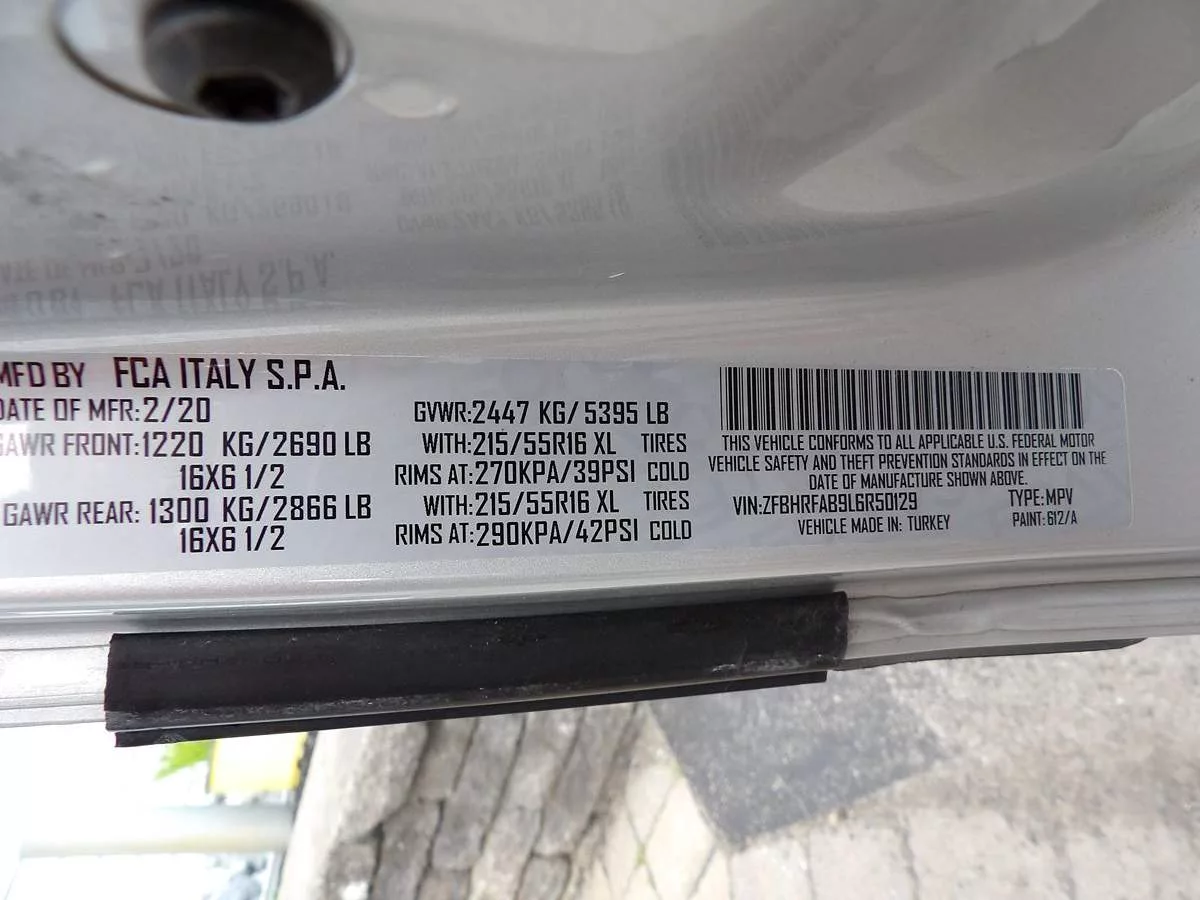 MFD BY FCA ITALY S.P.A.
DATE OF MFR:2/20
GVWR:2447 KG/5395 LB
GAWR FRONT:1220 KG/2690 LB WITH:215/55R16 XL TIRES
16X6 1/2 RIMS AT:270KPA/39PSI COLD
GAWR REAR: 1300 KG/2866 LB WITH:215/55R16 XL TIRES
16X6 1/2 RIMS AT:290KPA/42PSI COLD
THIS VEHICLE CONFORMS TO ALL APPLICABLE U.S. FEDERAL MOTOR
VEHICLE SAFETY AND THEFT PREVENTION STANDARDS IN EFFECT ON THE
DATE OF MANUFACTURE SHOWN ABOVE.
VIN:ZFBHRFAB9L6R50129 TYPE:MPV
VEHICLE MADE IN: TURKEY PAINT:612/A